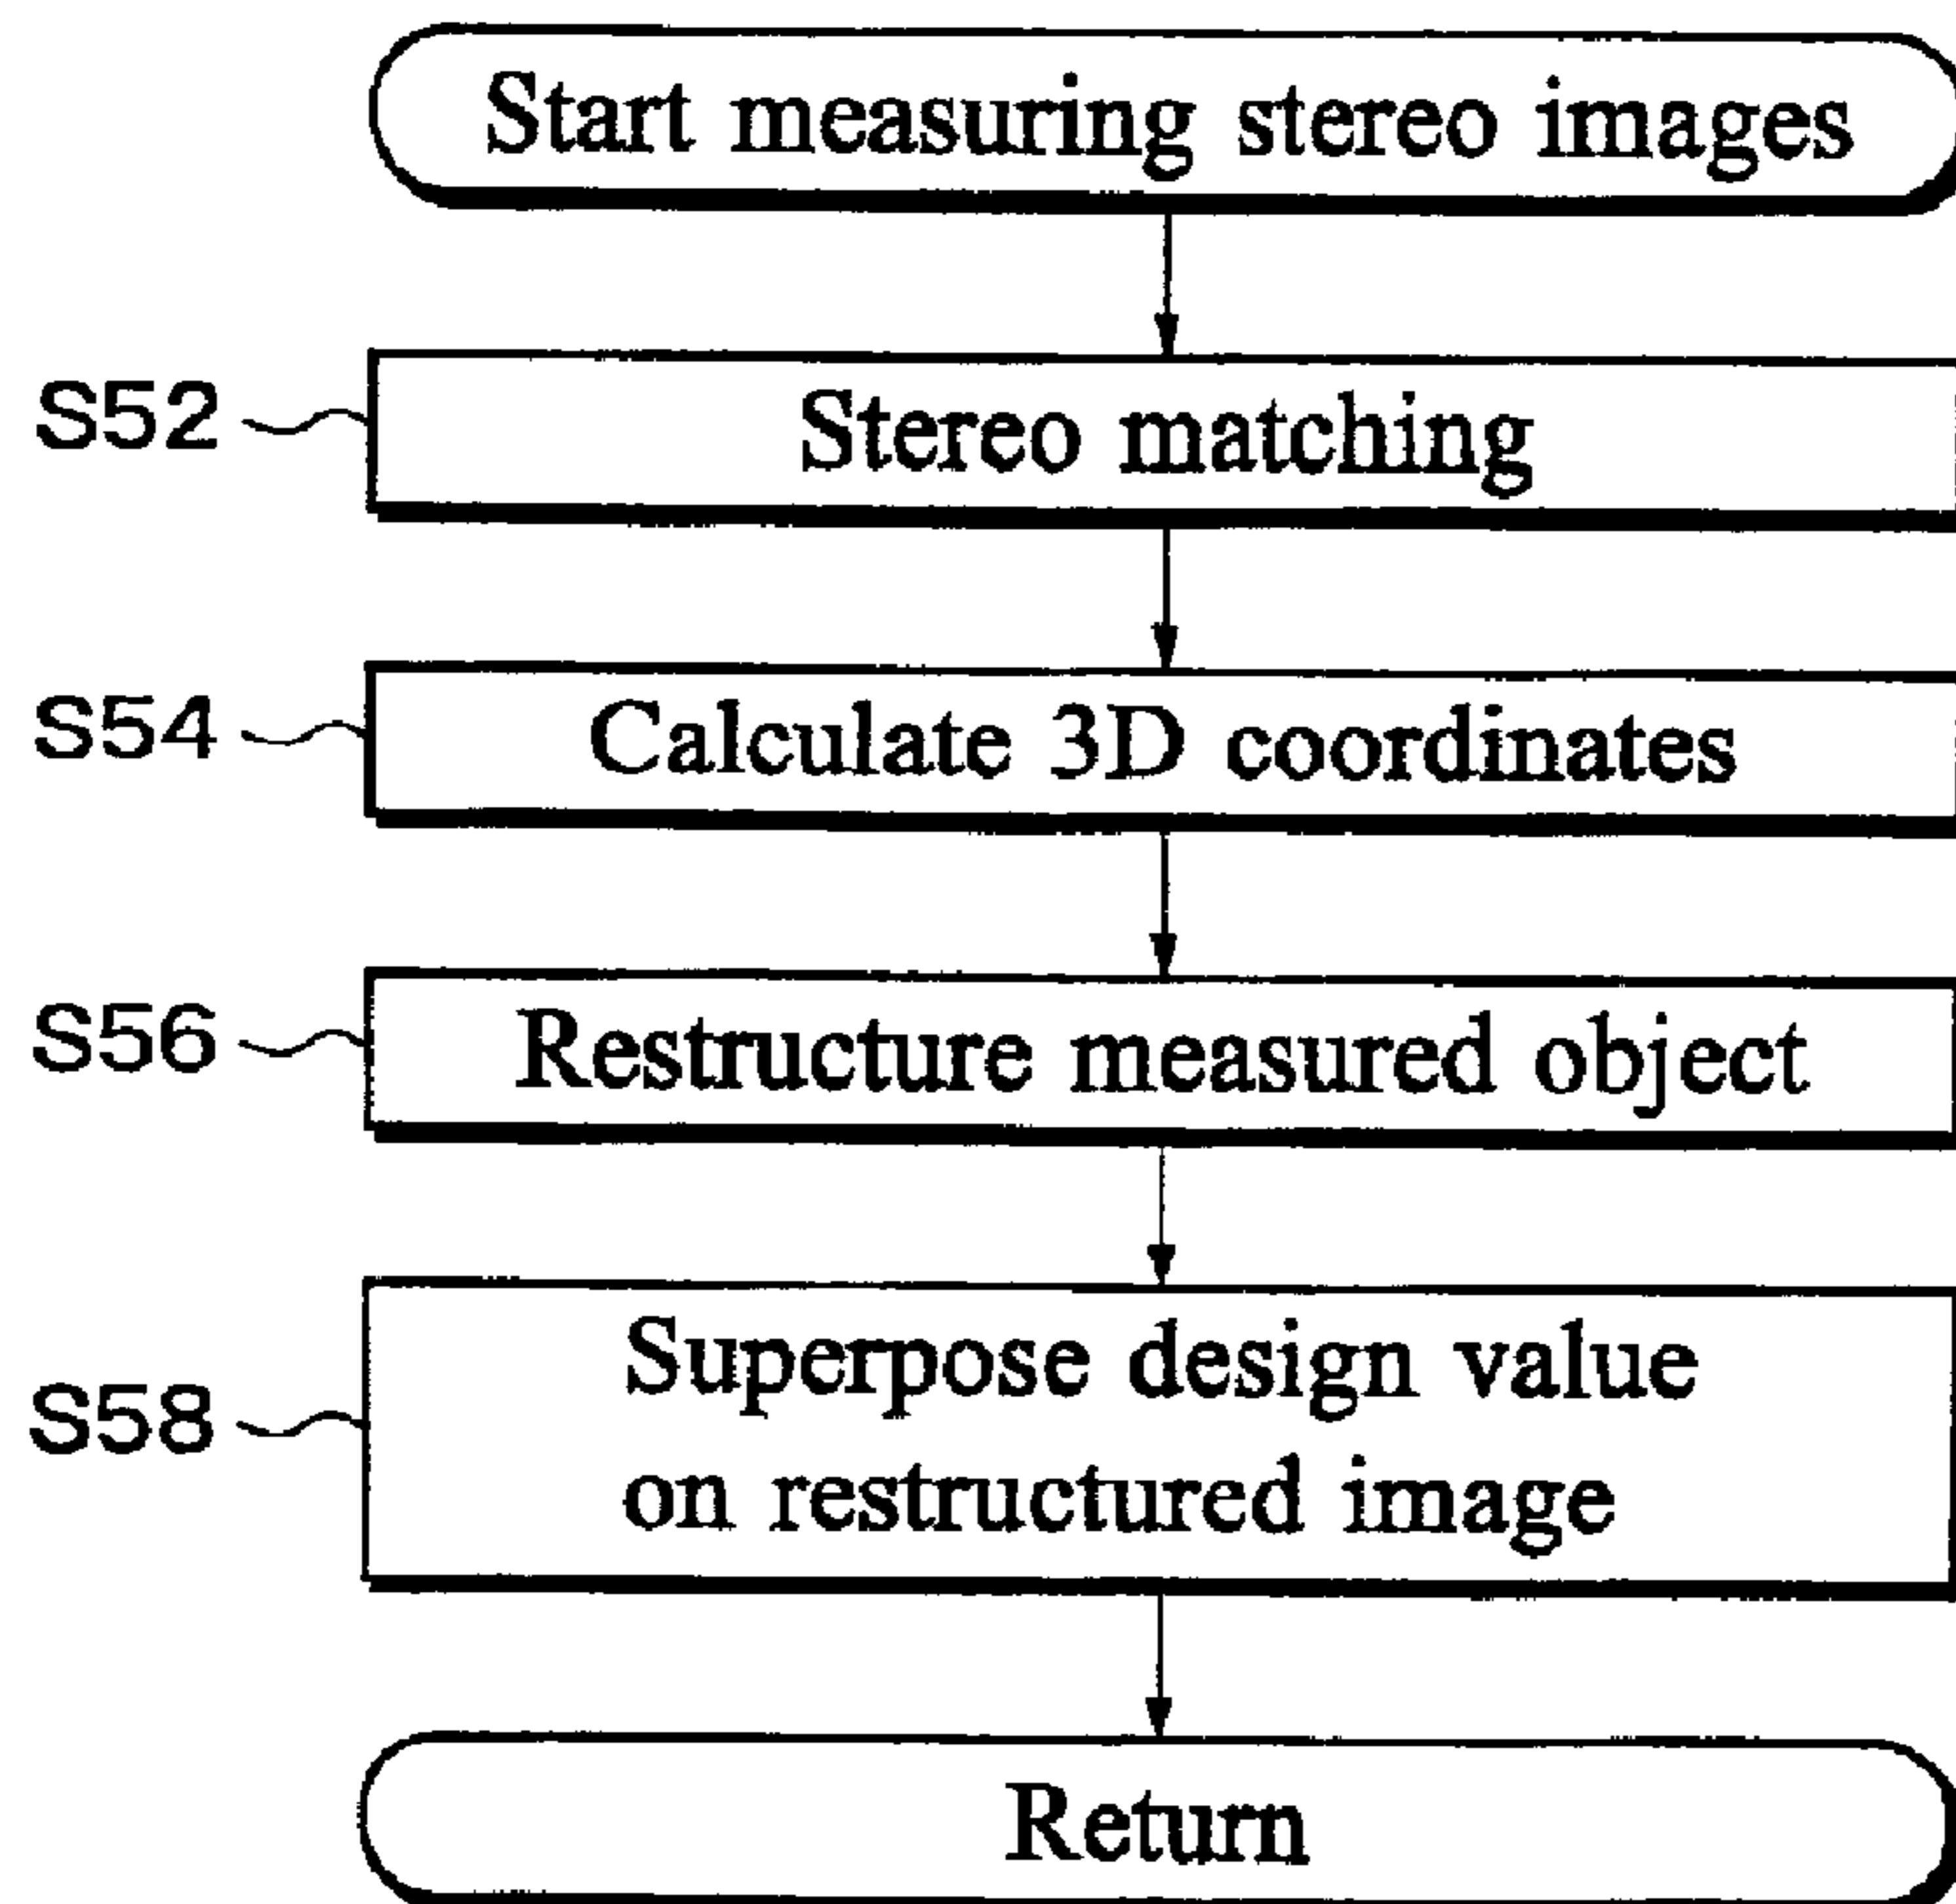 Start measuring stereo images
S52
Stereo matching
S54
Calculate 3D coordinates
S56
Restructure measured object
S58
Superpose design value
on restructured image
Return